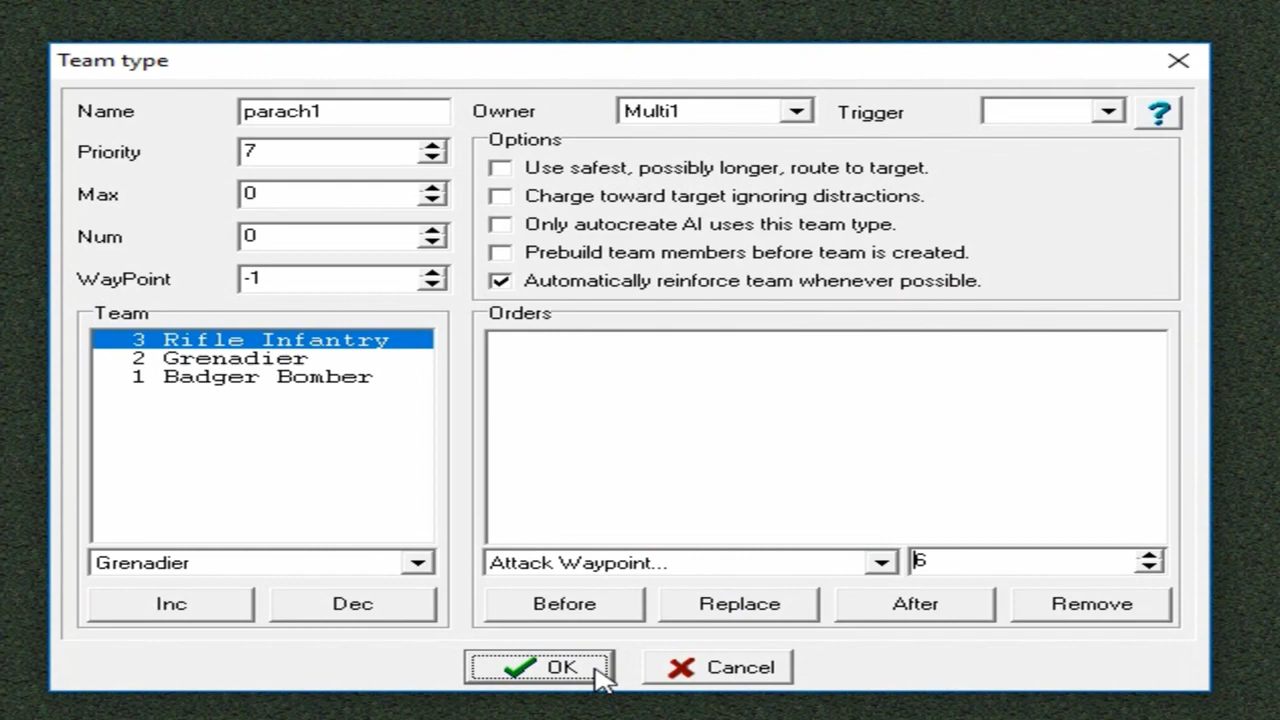 Team type
Name parach1 Owner Multi1 Trigger ?
Priority 7
Max 0
Num 0
WayPoint -1
Options
Use safest, possibly longer, route to target.
Charge toward target ignoring distractions.
Only autocreate AI uses this team type.
Prebuild team members before team is created.
Automatically reinforce team whenever possible.
Team
3 Rifle Infantry
2 Grenadier
1 Badger Bomber
Grenadier
Inc Dec
Orders
Attack Waypoint... 6
Before Replace After Remove
OK Cancel